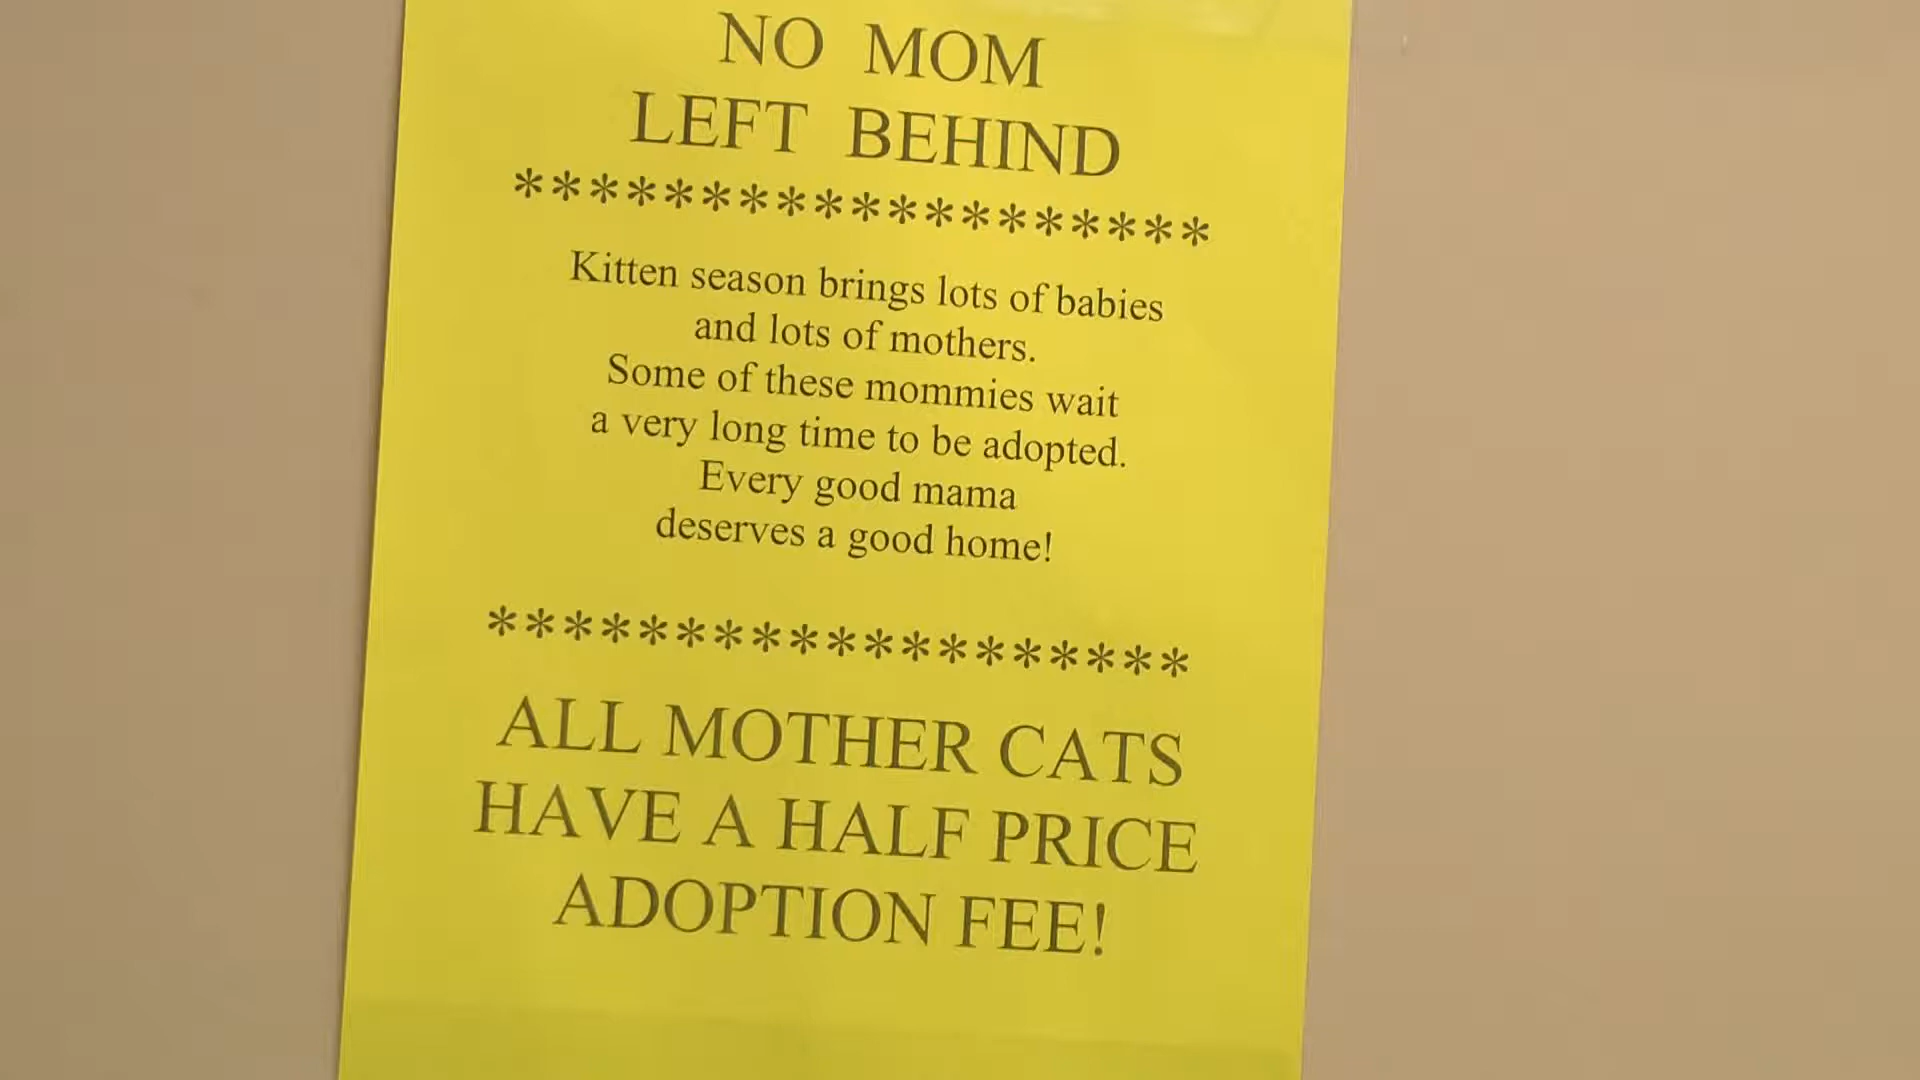 NO MOM
LEFT BEHIND
*******************
Kitten season brings lots of babies
and lots of mothers.
Some of these mommies wait
a very long time to be adopted.
Every good mama
deserves a good home!
*******************
ALL MOTHER CATS
HAVE A HALF PRICE
ADOPTION FEE!